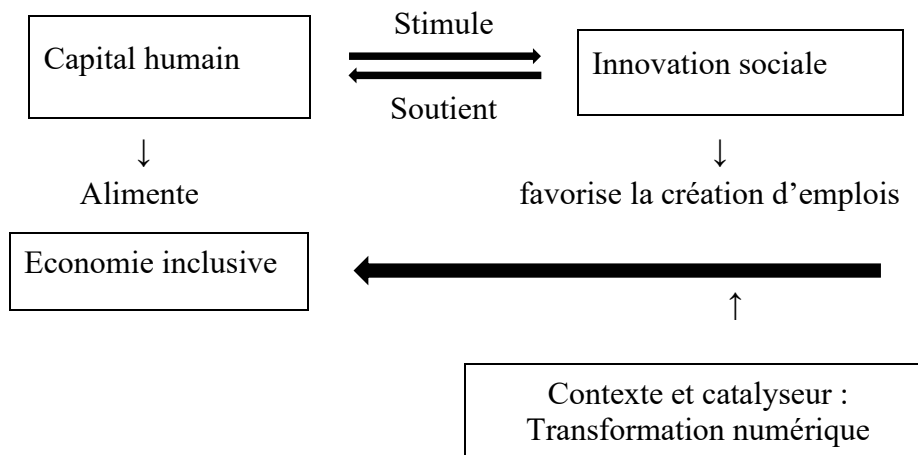 Stimule
Capital humain
Innovation sociale
Soutient
↓
↓
Alimente
favorise la création d’emplois
Economie inclusive
↑
Contexte et catalyseur :
Transformation numérique